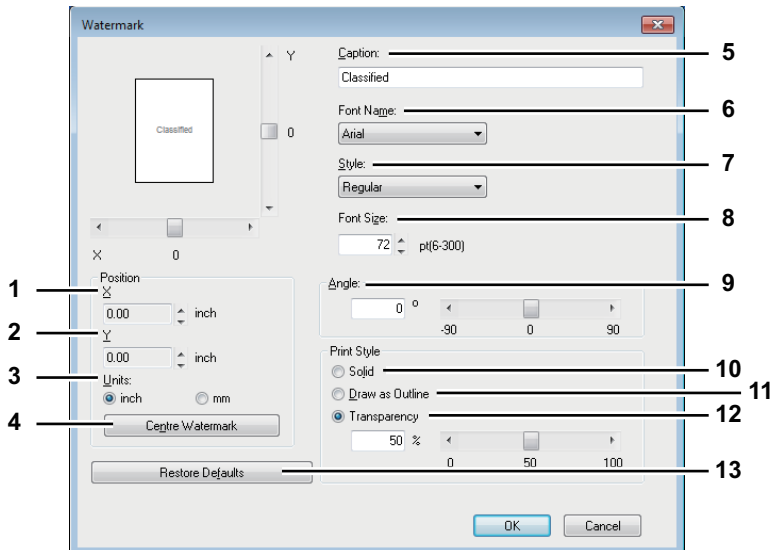 Watermark
Y
Classified
0
X 0
Position
X
0.00 inch
Y
0.00 inch
Units:
inch mm
Centre Watermark
Restore Defaults
Caption:
Classified
Font Name:
Arial
Style:
Regular
Font Size:
72 pt(6-300)
Angle:
0 °
-90 0 90
Print Style
Solid
Draw as Outline
Transparency
50 %
0 50 100
OK Cancel
1
2
3
4
5
6
7
8
9
10
11
12
13